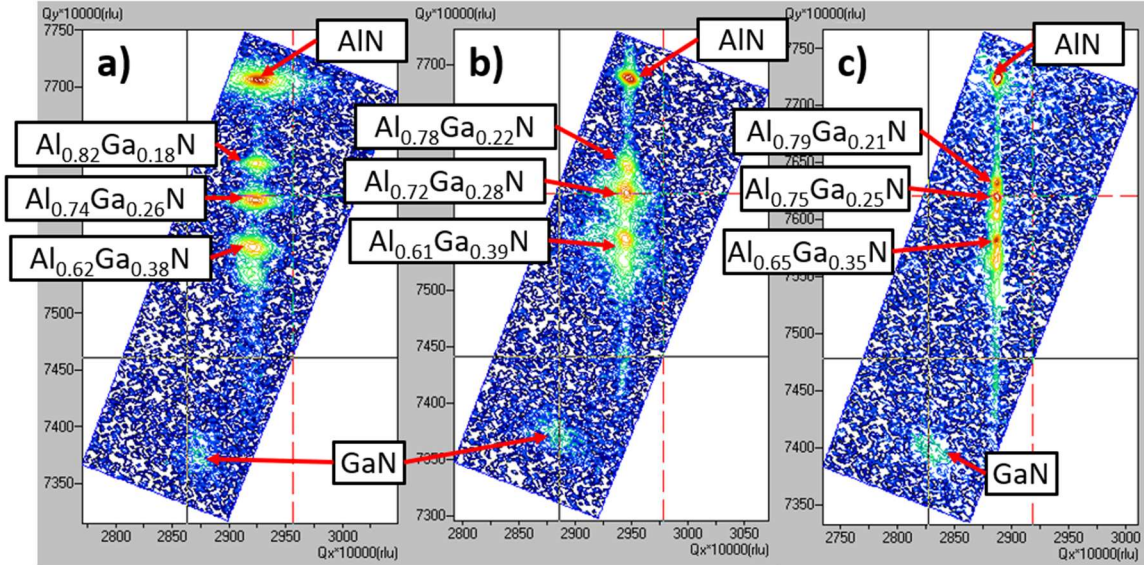 Qy*10000(rlu)
7750
7700
7500
7450
7400
7350
2800
2850
2900
2950
3000
Qx*10000(rlu)
a)
AlN
Al0.82Ga0.18N
Al0.74Ga0.26N
Al0.62Ga0.38N
GaN
Qy*10000(rlu)
7700
7500
7450
7400
7350
7300
2800
2850
2900
2950
3000
3050
Qx*10000(rlu)
b)
AlN
Al0.78Ga0.22N
Al0.72Ga0.28N
Al0.61Ga0.39N
Qy*10000(rlu)
7750
7700
7650
7600
7550
7500
7450
7400
7350
2750
2800
2850
2900
2950
3000
Qx*10000(rlu)
c)
AlN
Al0.79Ga0.21N
Al0.75Ga0.25N
Al0.65Ga0.35N
GaN